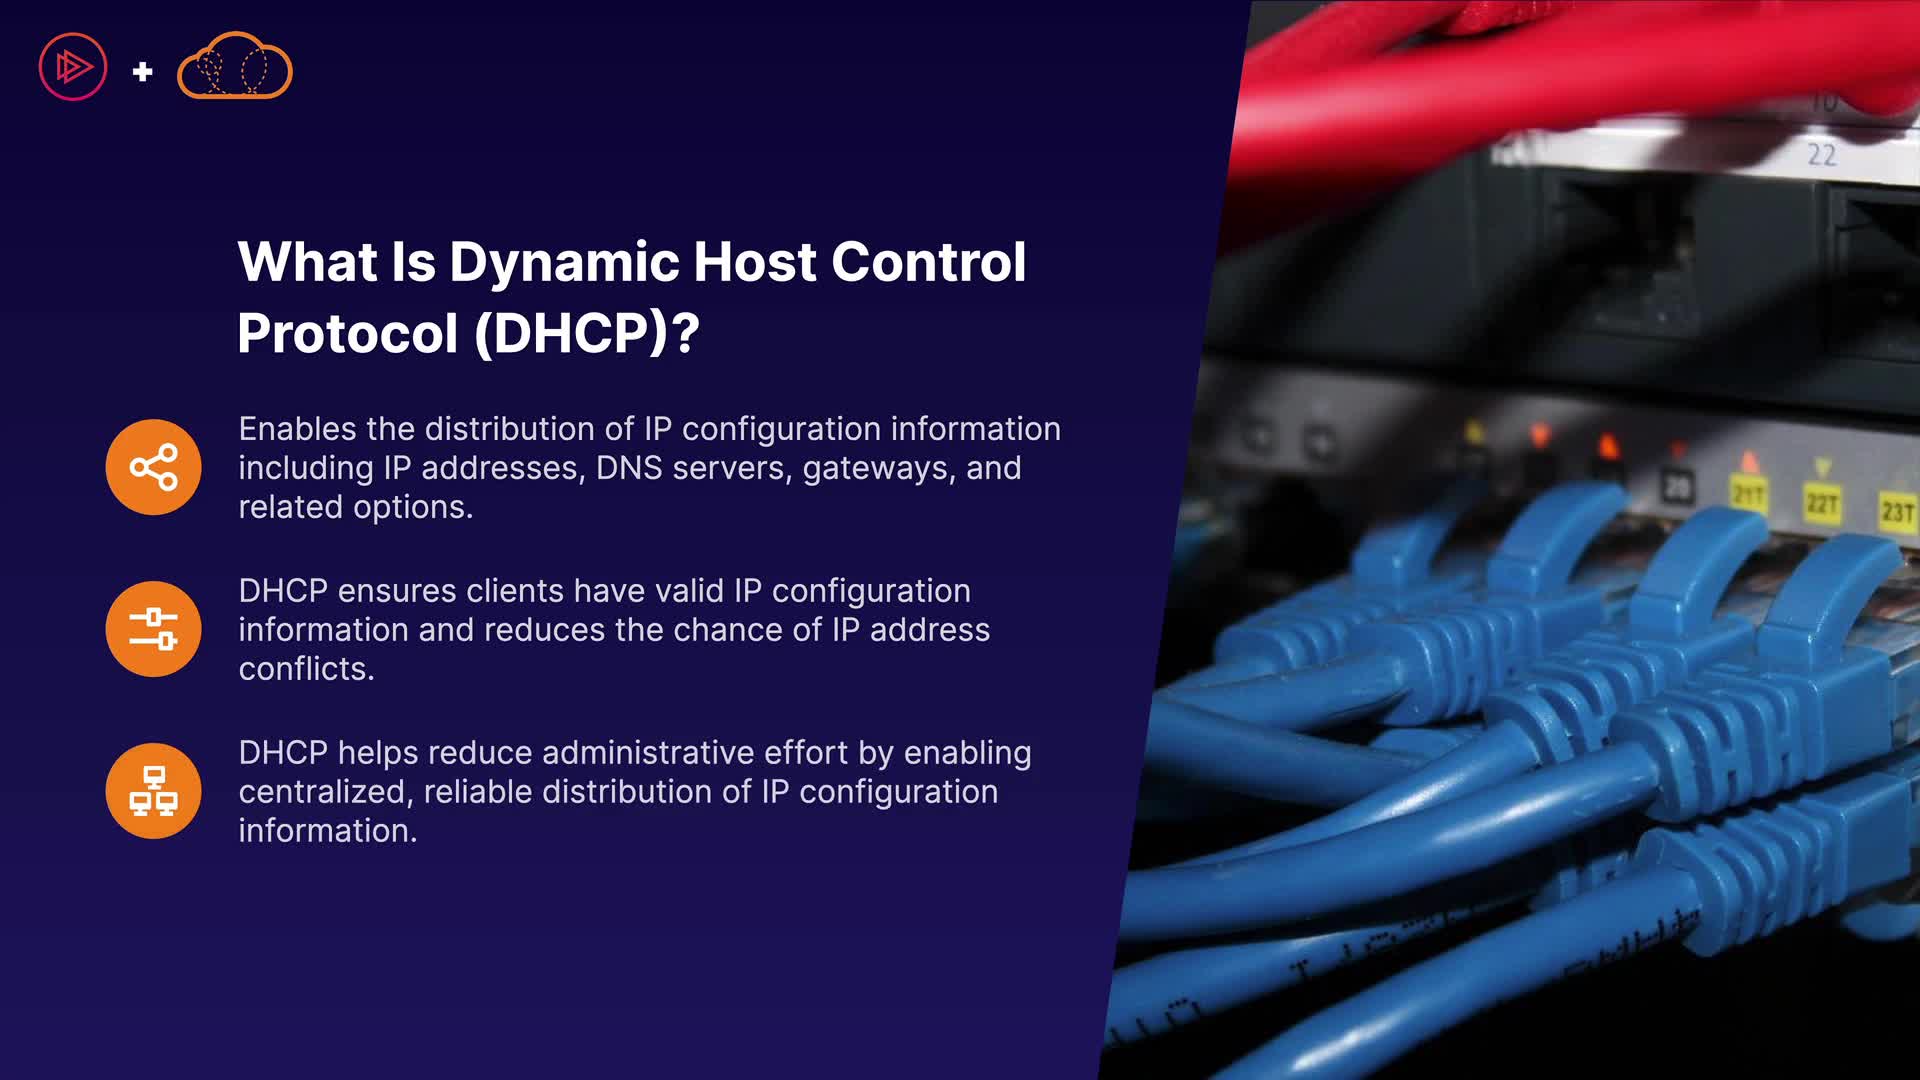 What Is Dynamic Host Control
Protocol (DHCP)?
Enables the distribution of IP configuration information
including IP addresses, DNS servers, gateways, and
related options.
DHCP ensures clients have valid IP configuration
information and reduces the chance of IP address
conflicts.
DHCP helps reduce administrative effort by enabling
centralized, reliable distribution of IP configuration
information.
22
20
21T
22T
23T